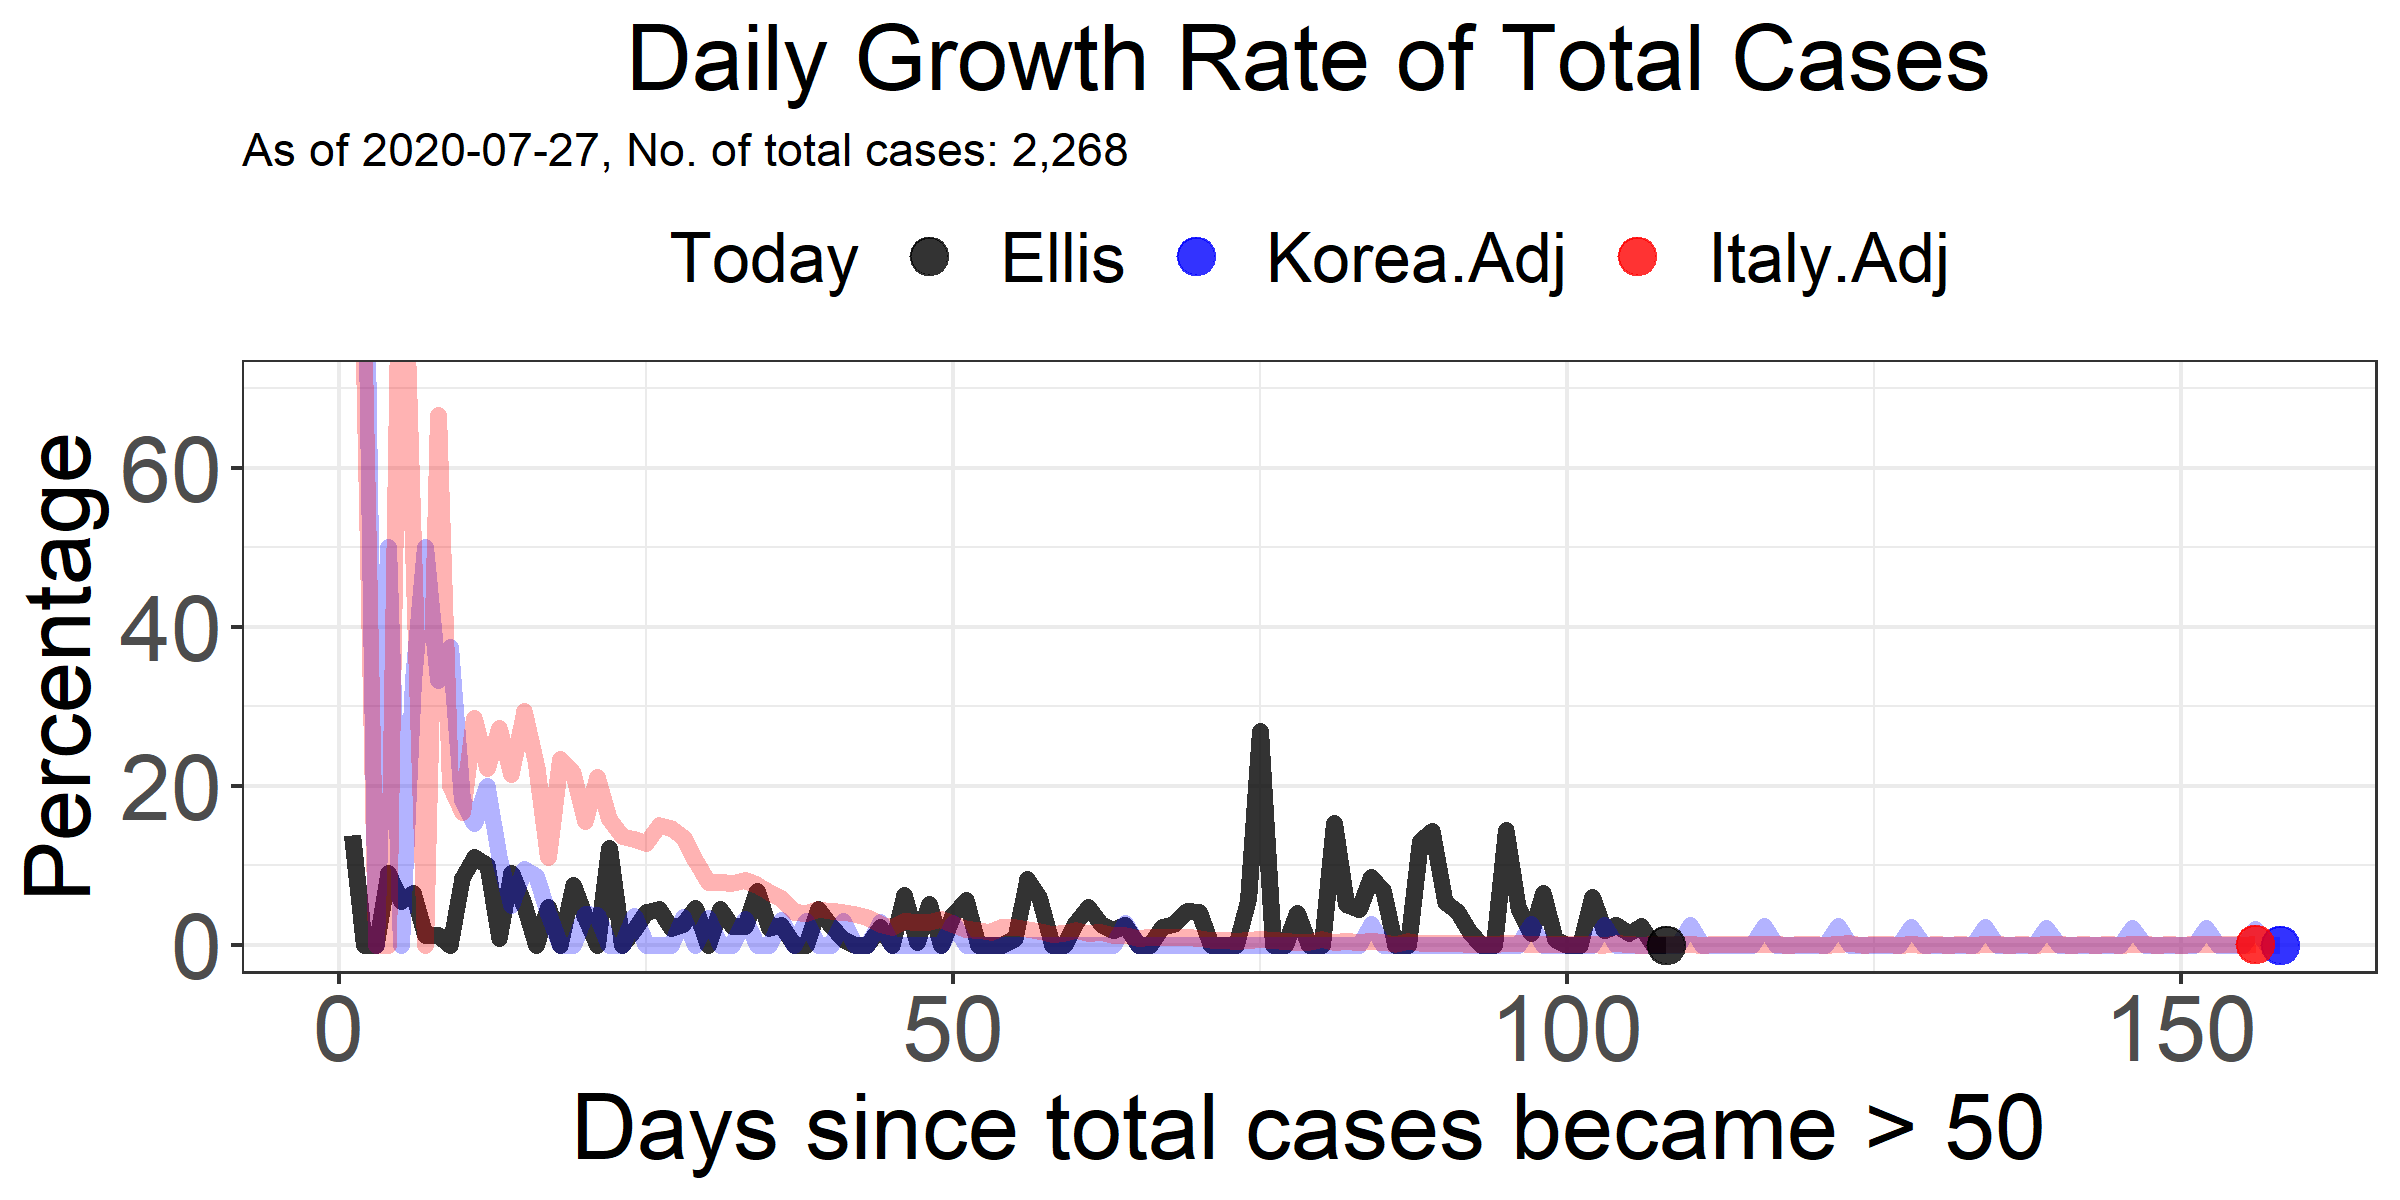 Daily Growth Rate of Total Cases
As of 2020-07-27, No. of total cases: 2,268
Today Ellis Korea.Adj Italy.Adj
Percentage
60
40
20
0
0 50 100 150
Days since total cases became > 50